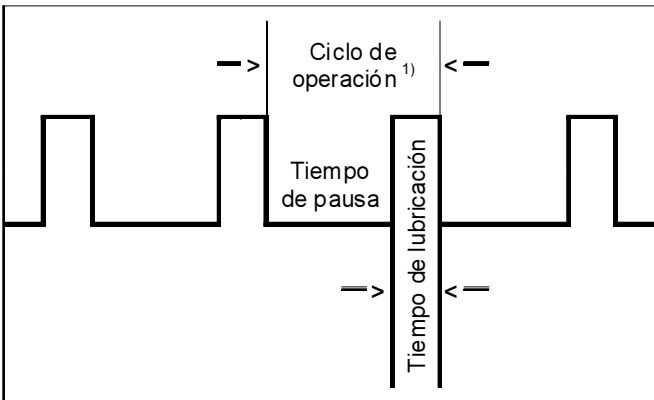 Ciclo de
operación 1)
Tiempo
de pausa
Tiempo de lubricación